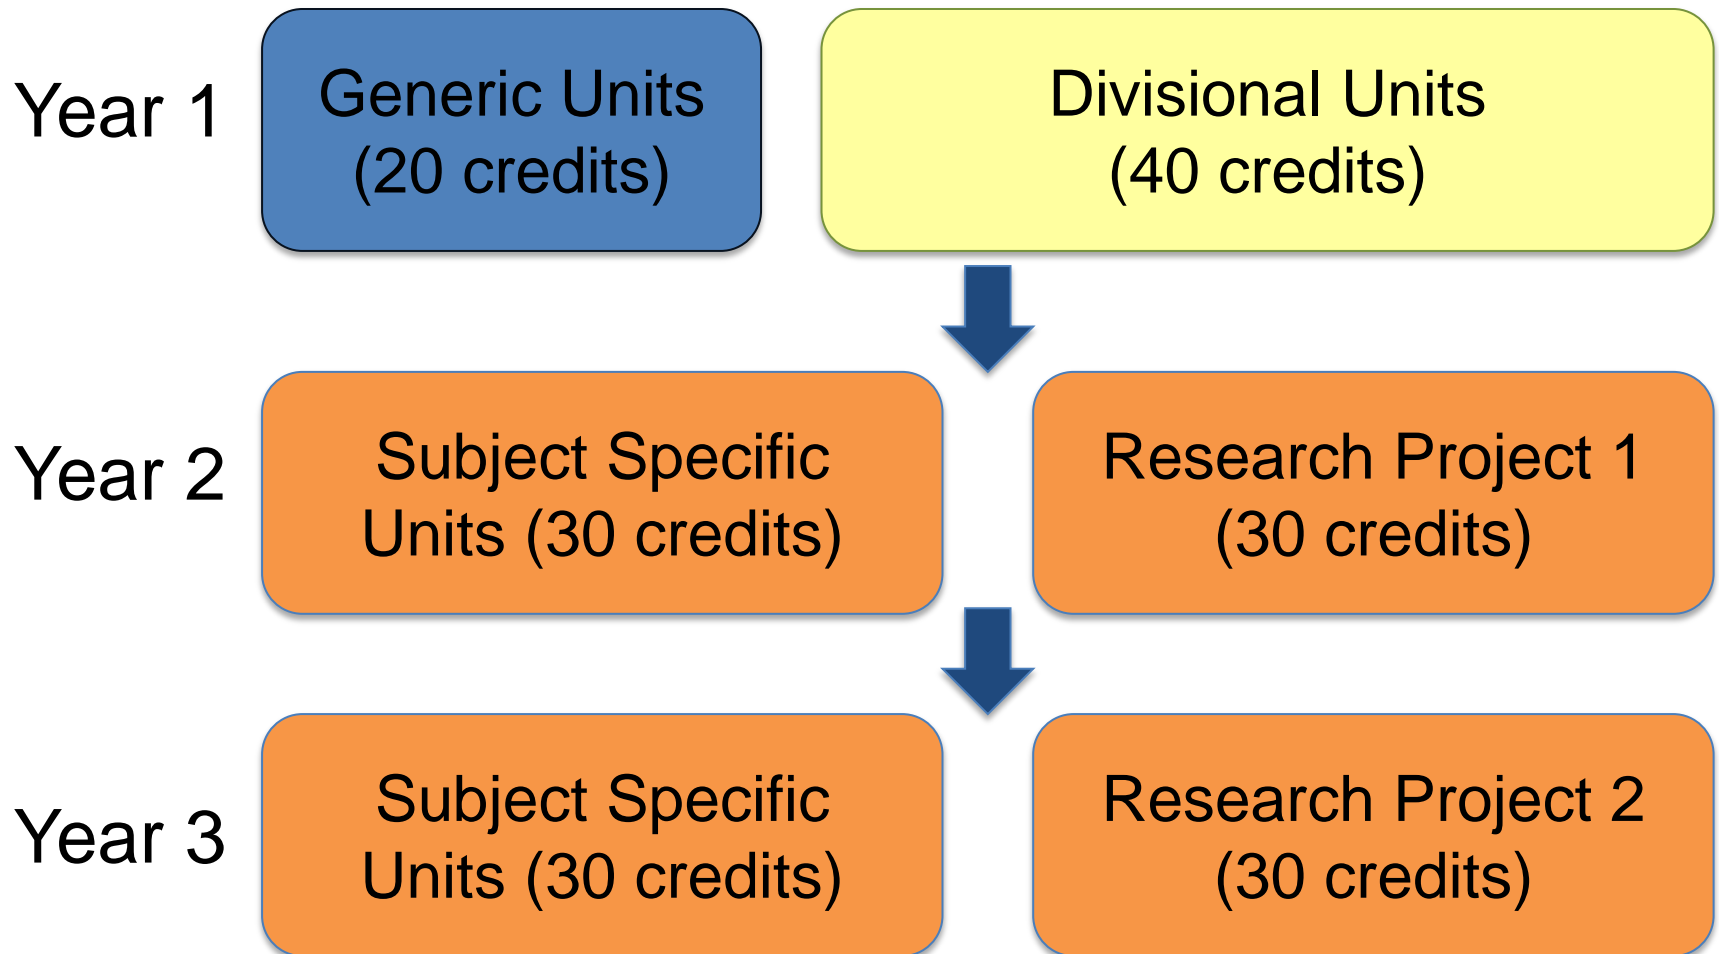 Year 1
Generic Units
(20 credits)
Divisional Units
(40 credits)
Year 2
Subject Specific
Units (30 credits)
Research Project 1
(30 credits)
Year 3
Subject Specific
Units (30 credits)
Research Project 2
(30 credits)